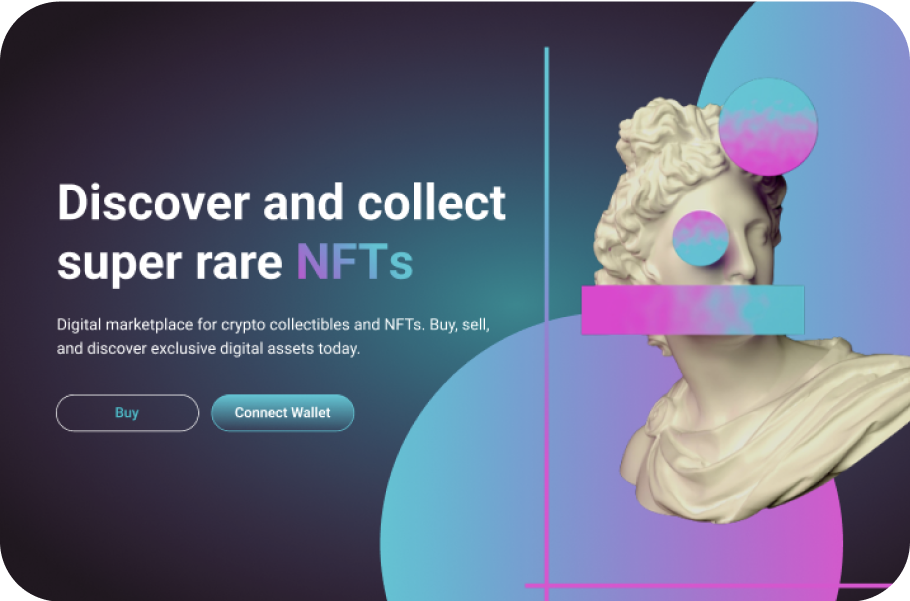 Discover and collect
super rare NFTs
Digital marketplace for crypto collectibles and NFTs. Buy, sell,
and discover exclusive digital assets today.
Buy
Connect Wallet